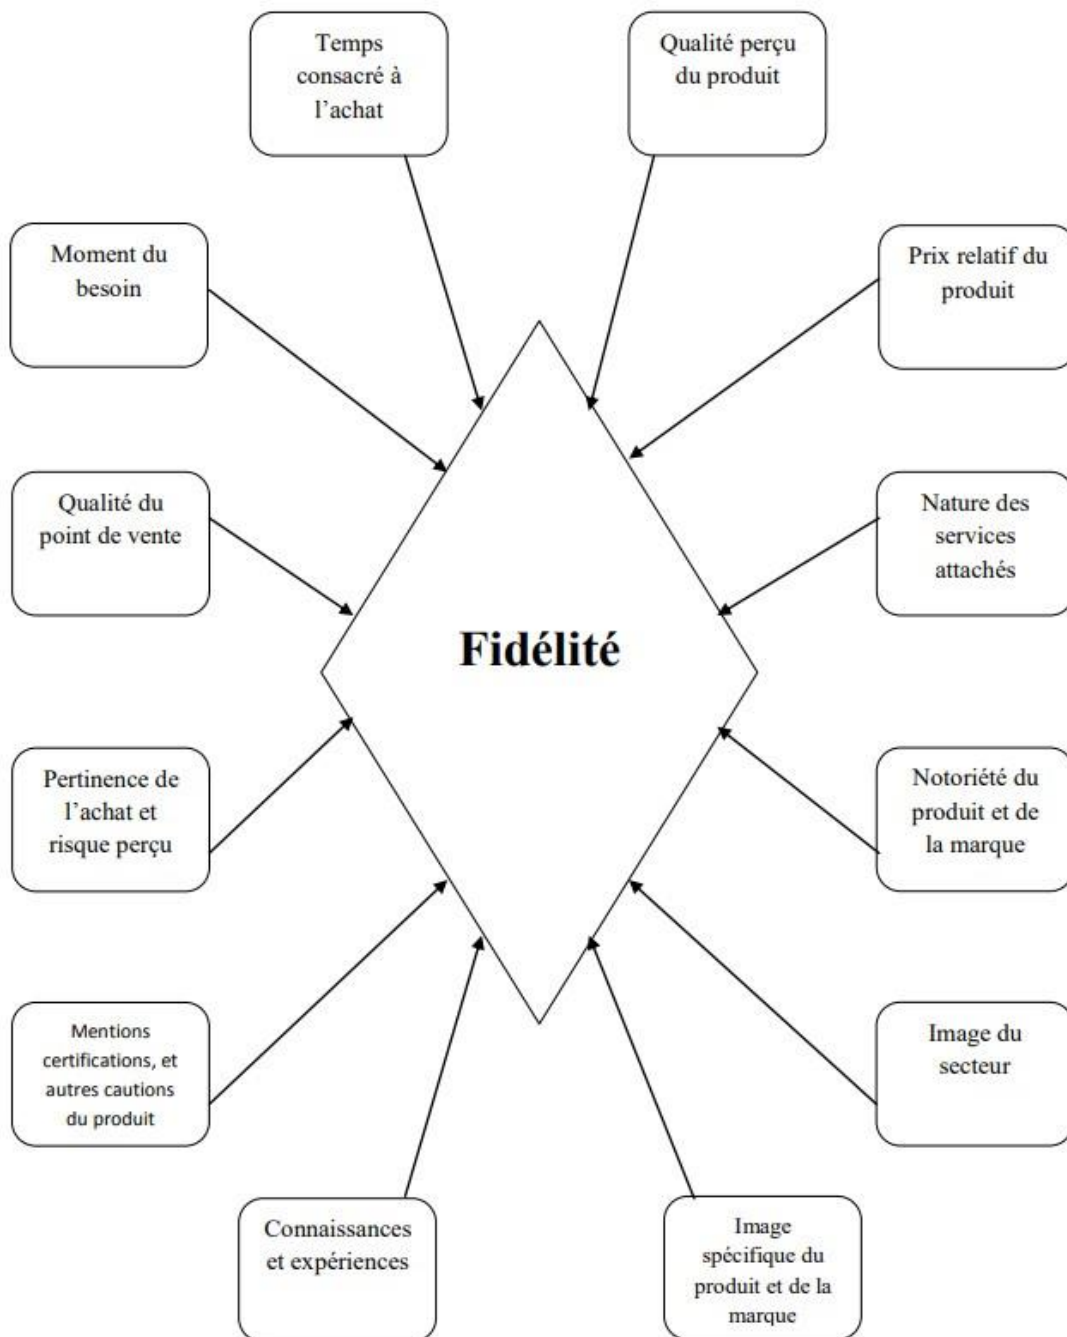 Temps
consacré à
l’achat
Qualité perçu
du produit
Moment du
besoin
Prix relatif du
produit
Qualité du
point de vente
Nature des
services
attachés
Fidélité
Pertinence de
l’achat et
risque perçu
Notoriété du
produit et de
la marque
Mentions
certifications, et
autres cautions
du produit
Image du
secteur
Connaissances
et expériences
Image
spécifique du
produit et de la
marque